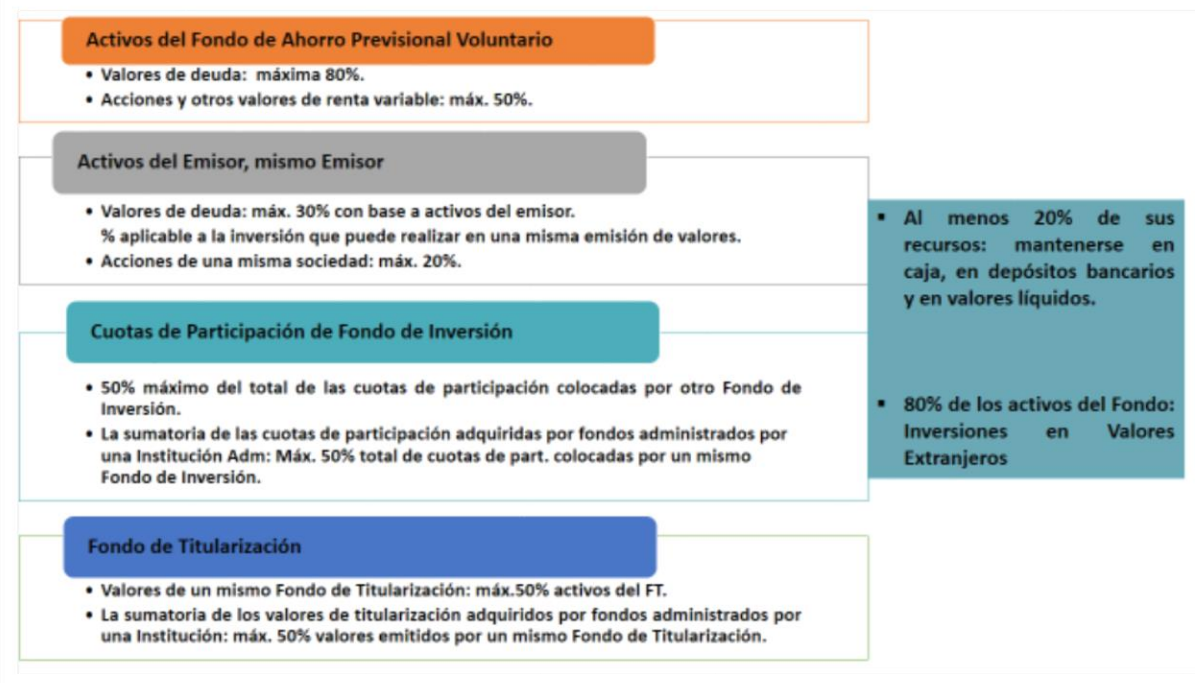 Activos del Fondo de Ahorro Previsional Voluntario
• Valores de deuda: máxima 80%.
• Acciones y otros valores de renta variable: máx. 50%.
Activos del Emisor, mismo Emisor
• Valores de deuda: máx. 30% con base a activos del emisor.
% aplicable a la inversión que puede realizar en una misma emisión de valores.
• Acciones de una misma sociedad: máx. 20%.
Cuotas de Participación de Fondo de Inversión
• 50% máximo del total de las cuotas de participación colocadas por otro Fondo de
Inversión.
• La sumatoria de las cuotas de participación adquiridas por fondos administrados por
una Institución Adm: Máx. 50% total de cuotas de part. colocadas por un mismo
Fondo de Inversión.
Fondo de Titularización
• Valores de un mismo Fondo de Titularización: máx.50% activos del FT.
• La sumatoria de los valores de titularización adquiridos por fondos administrados por
una Institución: máx. 50% valores emitidos por un mismo Fondo de Titularización.
▪ Al menos 20% de sus
recursos: mantenerse en
caja, en depósitos bancarios
y en valores líquidos.
▪ 80% de los activos del Fondo:
Inversiones en Valores
Extranjeros